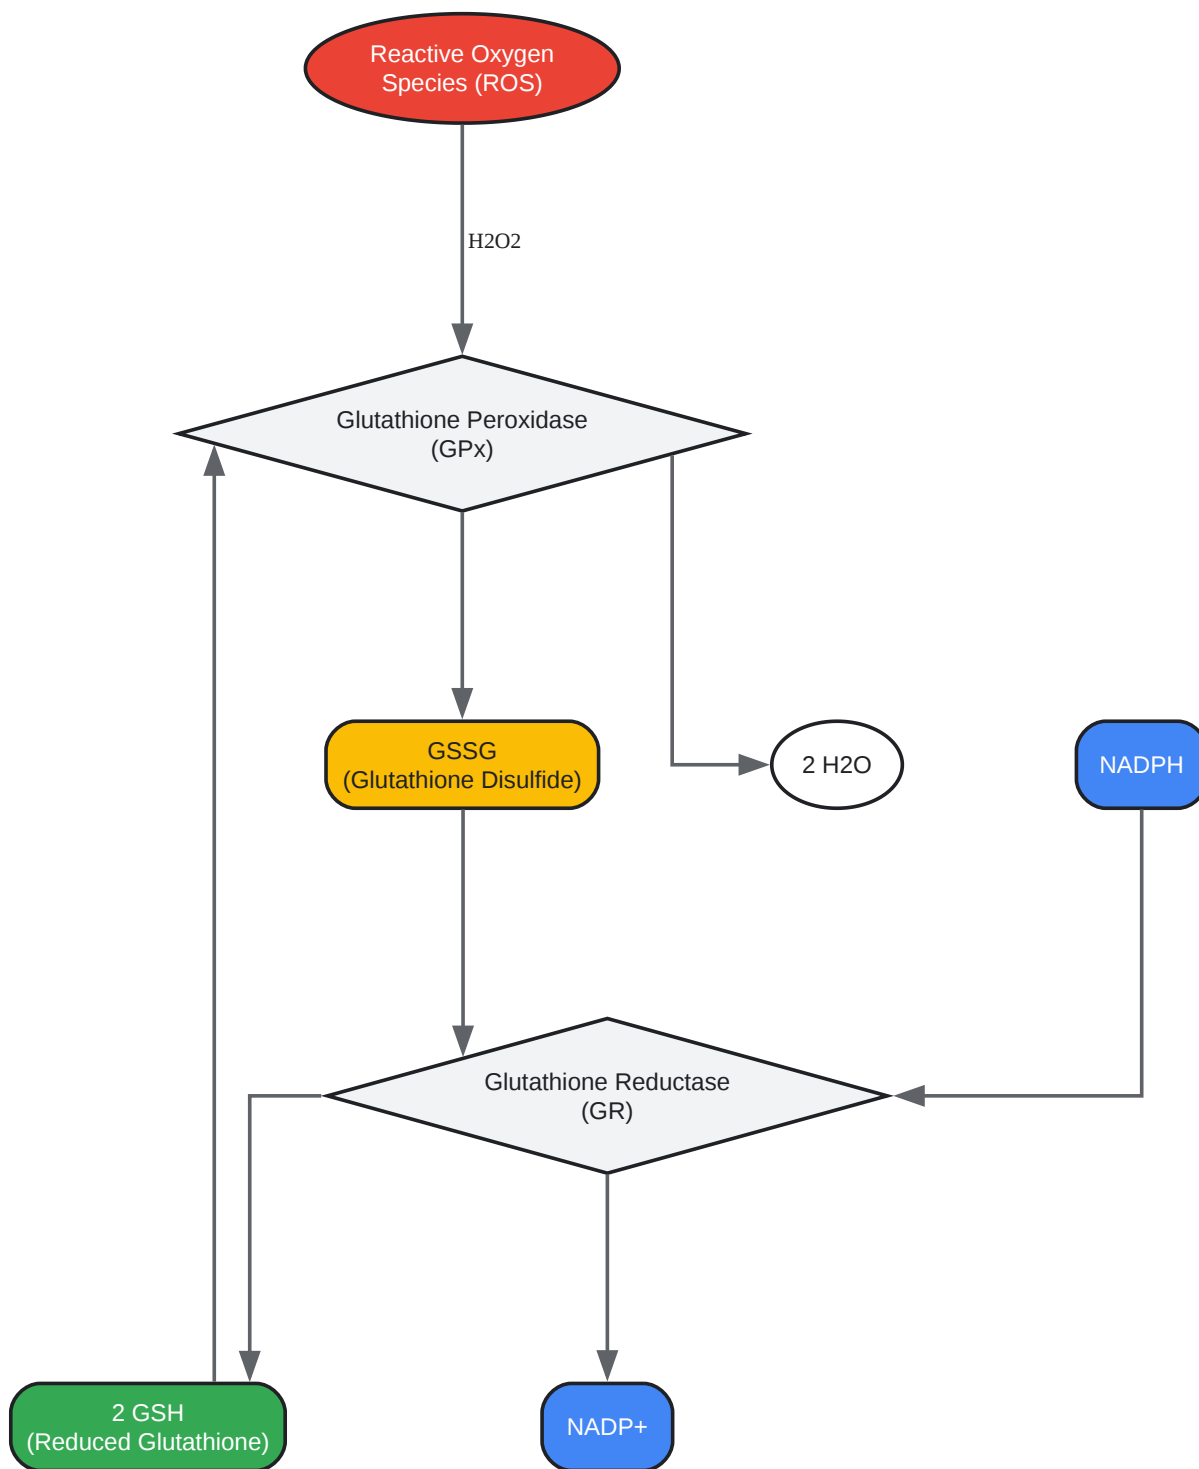 Reactive Oxygen
Species (ROS)
H2O2
Glutathione Peroxidase
(GPx)
GSSG
(Glutathione Disulfide)
2 H2O
NADPH
Glutathione Reductase
(GR)
2 GSH
(Reduced Glutathione)
NADP+